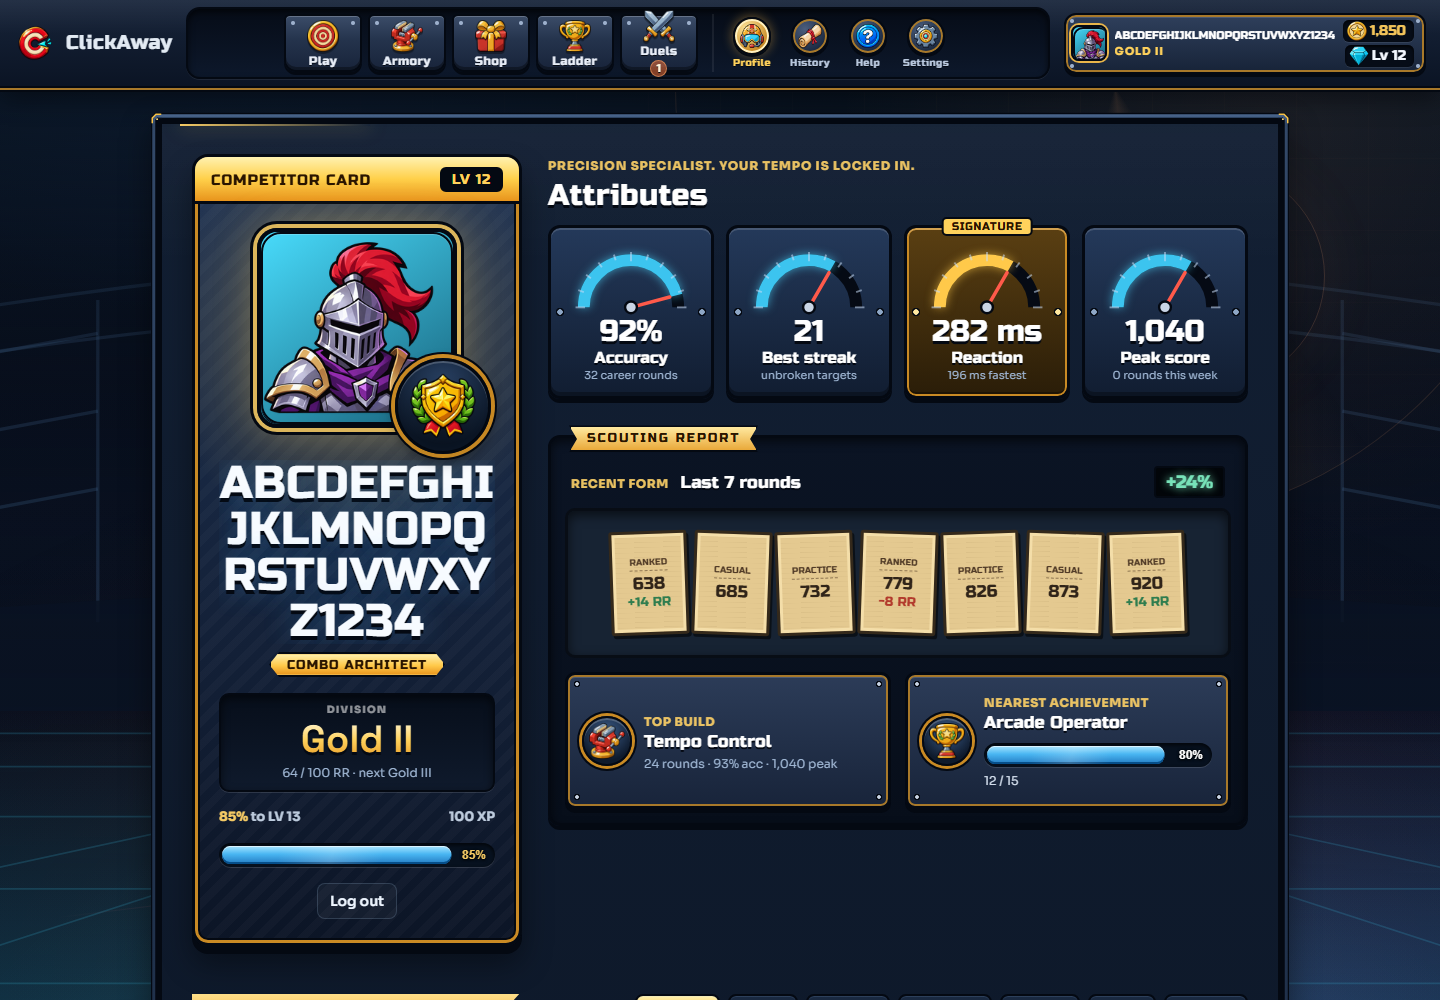 ClickAway
Play
Armory
Shop
Ladder
Duels
1
Profile
History
Help
Settings
ABCDEFGHIJKLMNOPQRSTUVWXYZ1234
GOLD II
1,850
Lv 12
COMPETITOR CARD
LV 12
ABCDEFGHI
JKLMNOPQ
RSTUVWXY
Z1234
COMBO ARCHITECT
DIVISION
Gold II
64 / 100 RR · next Gold III
85% to LV 13
100 XP
85%
Log out
PRECISION SPECIALIST. YOUR TEMPO IS LOCKED IN.
Attributes
92%
Accuracy
32 career rounds
21
Best streak
unbroken targets
SIGNATURE
282 ms
Reaction
196 ms fastest
1,040
Peak score
0 rounds this week
SCOUTING REPORT
RECENT FORM Last 7 rounds
+24%
RANKED
638
+14 RR
CASUAL
685
PRACTICE
732
RANKED
779
-8 RR
PRACTICE
826
CASUAL
873
RANKED
920
+14 RR
TOP BUILD
Tempo Control
24 rounds · 93% acc · 1,040 peak
NEAREST ACHIEVEMENT
Arcade Operator
80%
12 / 15